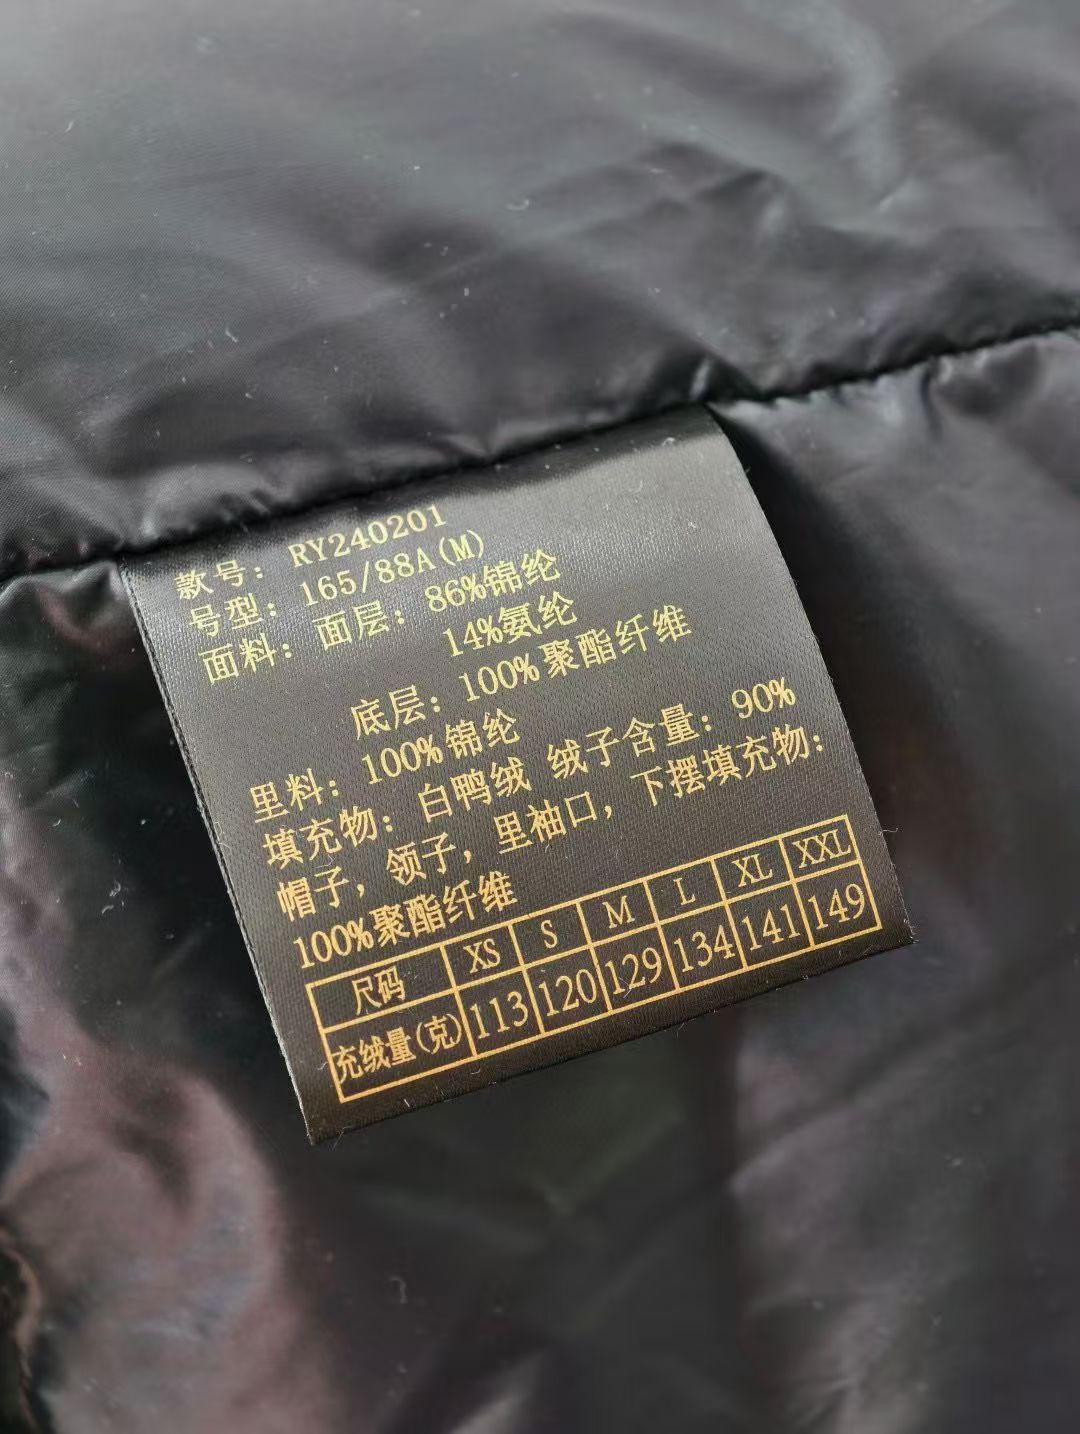 款号：RY240201
号型：165/88A(M)
面料：面层：86%锦纶
14%氨纶
底层：100%聚酯纤维
里料：100%锦纶
填充物：白鸭绒 绒子含量：90%
帽子，领子，里袖口，下摆填充物：
100%聚酯纤维
尺码 XS S M L XL XXL
充绒量(克) 113 120 129 134 141 149